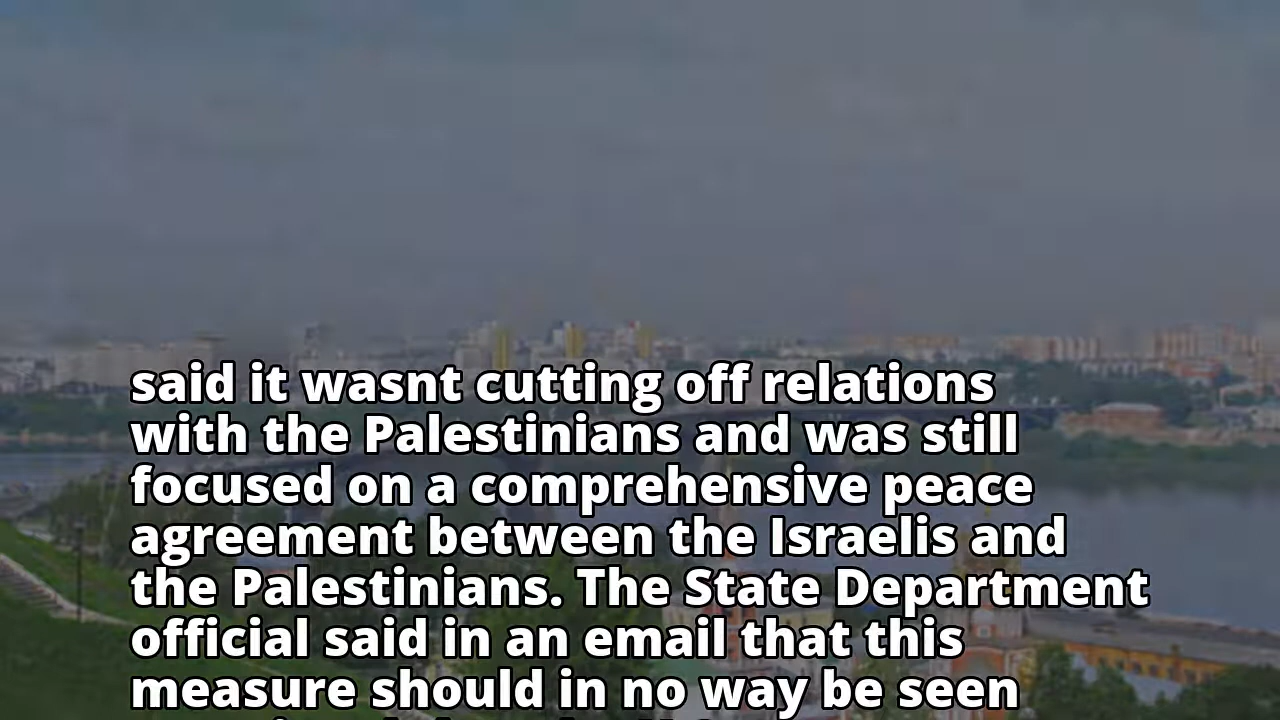 said it wasnt cutting off relations
with the Palestinians and was still
focused on a comprehensive peace
agreement between the Israelis and
the Palestinians. The State Department
official said in an email that this
measure should in no way be seen